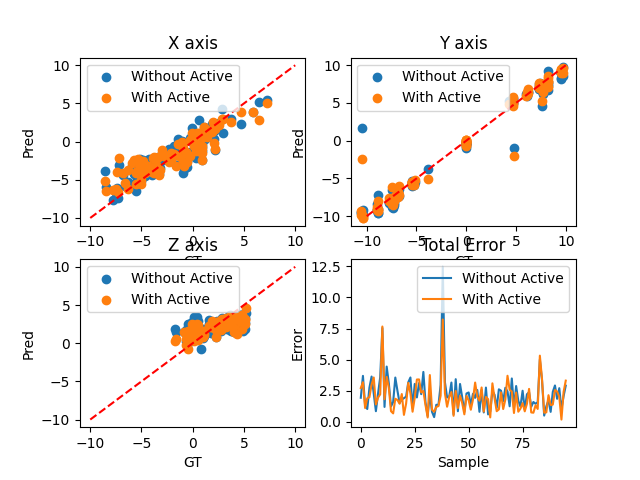 X axis
Y axis
10
5
0
−5
−10
Pred
Without Active
With Active
−10
−5
0
5
10
GT
10
5
0
−5
−10
Pred
Without Active
With Active
−10
−5
0
5
10
GT
Z axis
Total Error
10
5
0
−5
−10
Pred
Without Active
With Active
−10
−5
0
5
10
GT
12.5
10.0
7.5
5.0
2.5
0.0
Error
Without Active
With Active
0
25
50
75
Sample